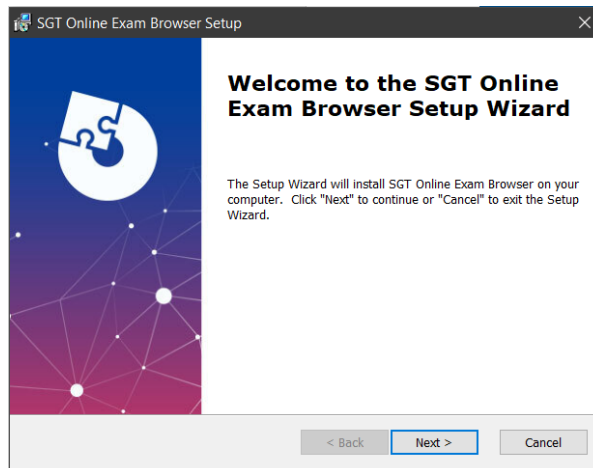 SGT Online Exam Browser Setup
Welcome to the SGT Online
Exam Browser Setup Wizard
The Setup Wizard will install SGT Online Exam Browser on your
computer. Click "Next" to continue or "Cancel" to exit the Setup
Wizard.
< Back Next > Cancel